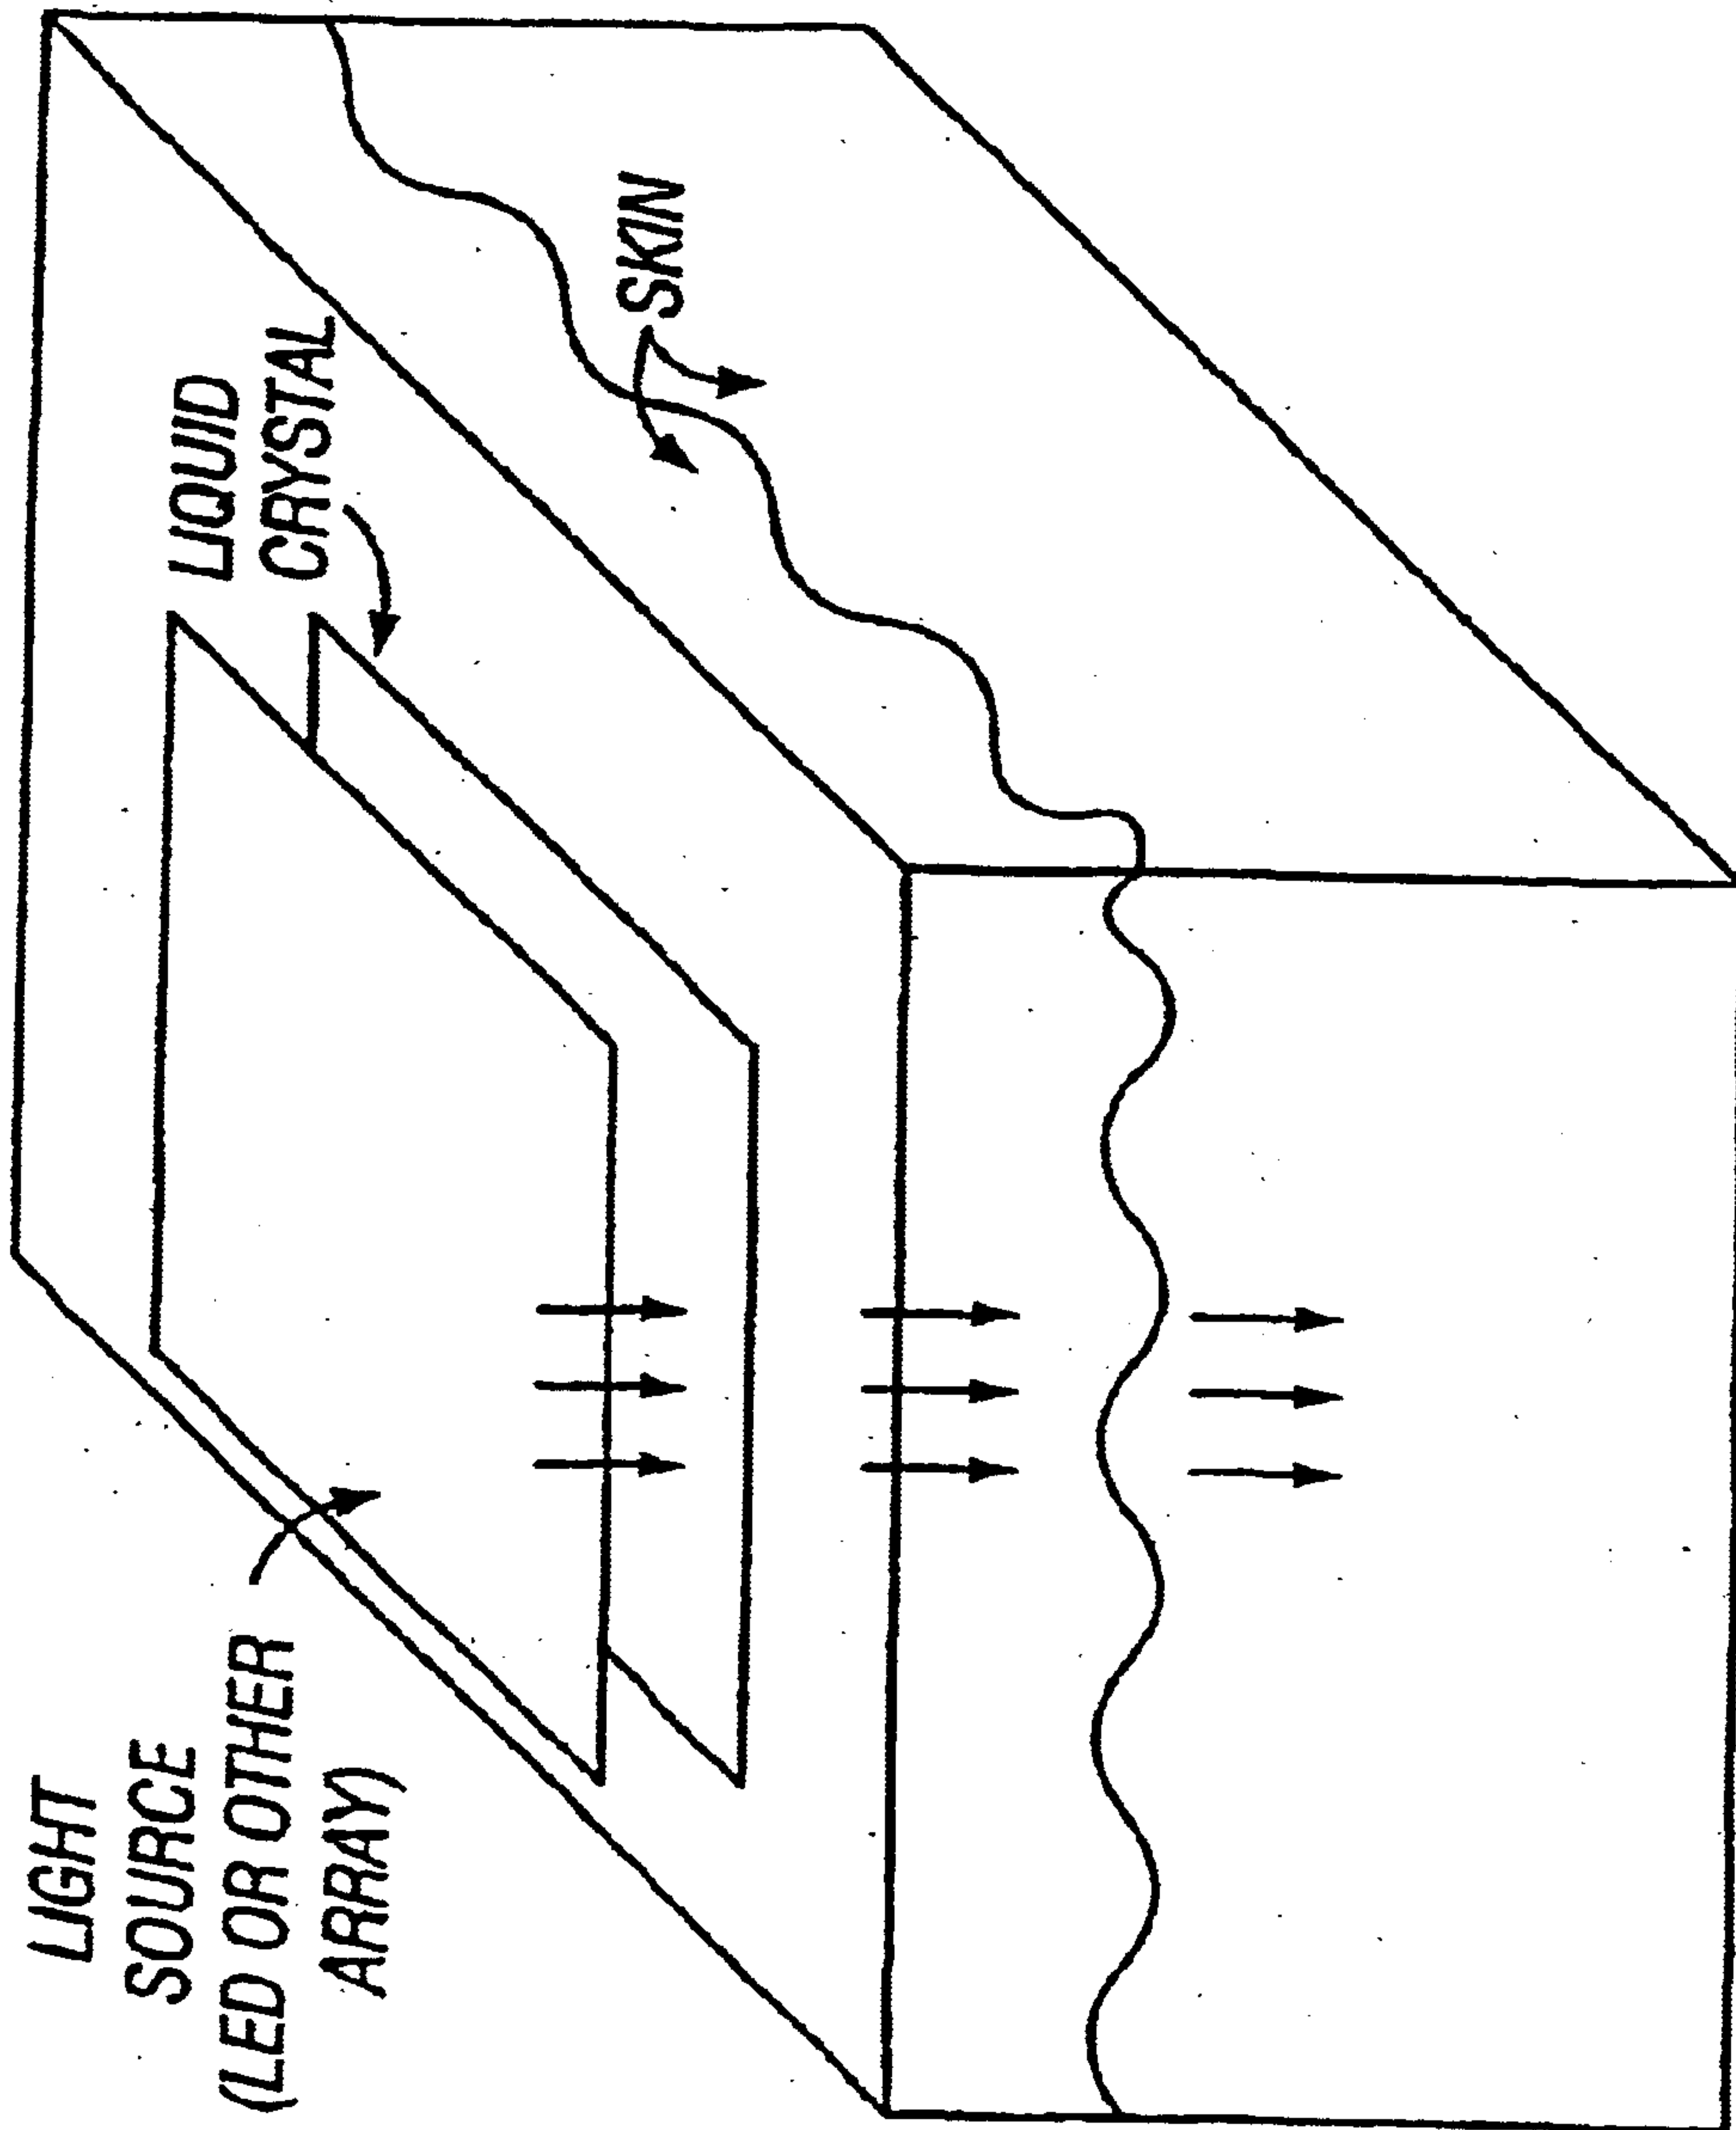 LIGHT
SOURCE
(LED OR OTHER
ARRAY)
LIQUID
CRYSTAL
SKIN